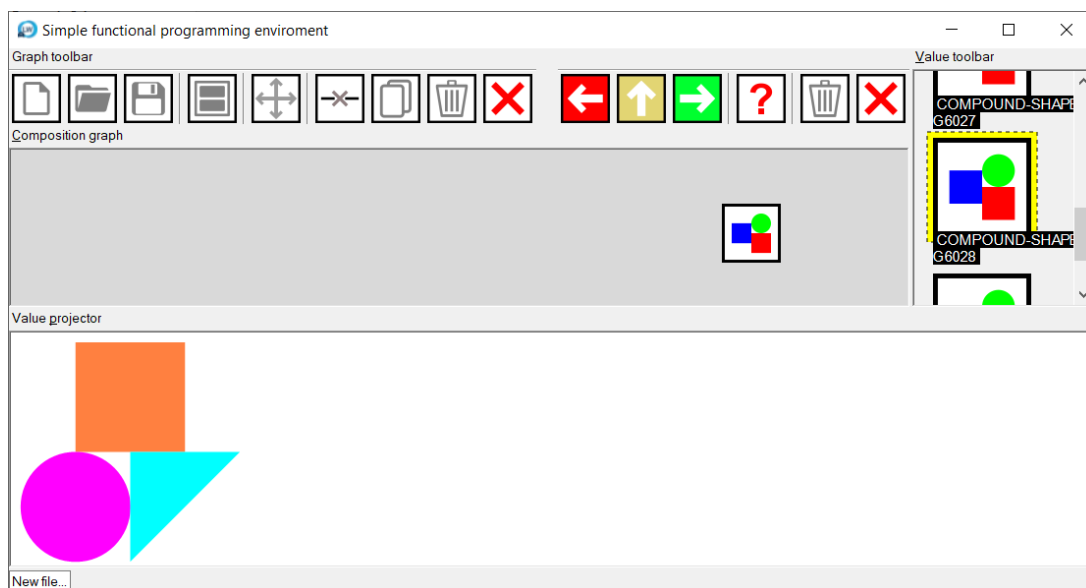 Simple functional programming enviroment
Graph toolbar
Value toolbar
?
COMPOUND-SHAPE
G6027
Composition graph
COMPOUND-SHAPE
G6028
Value projector
New file...